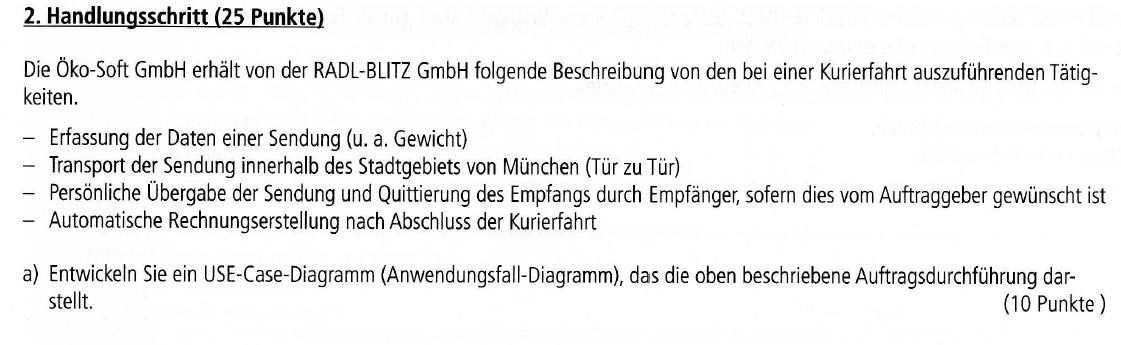 2. Handlungsschritt (25 Punkte)
Die Öko-Soft GmbH erhält von der RADL-BLITZ GmbH folgende Beschreibung von den bei einer Kurierfahrt auszuführenden Tätig-
keiten.
– Erfassung der Daten einer Sendung (u. a. Gewicht)
– Transport der Sendung innerhalb des Stadtgebiets von München (Tür zu Tür)
– Persönliche Übergabe der Sendung und Quittierung des Empfangs durch Empfänger, sofern dies vom Auftraggeber gewünscht ist
– Automatische Rechnungserstellung nach Abschluss der Kurierfahrt
a) Entwickeln Sie ein USE-Case-Diagramm (Anwendungsfall-Diagramm), das die oben beschriebene Auftragsdurchführung dar-
stellt. (10 Punkte )